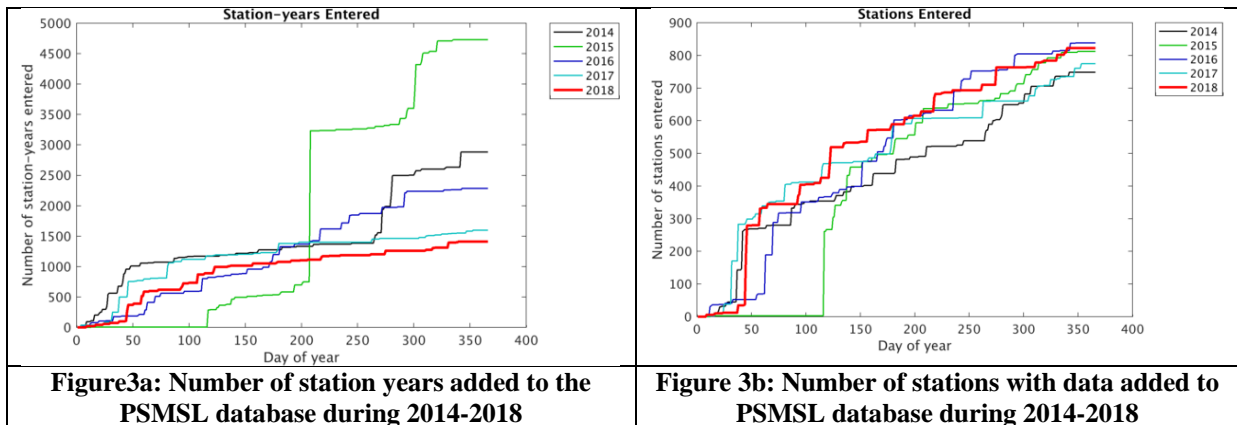 Station-years Entered
5000
4500
4000
3500
3000
2500
2000
1500
1000
500
0
Number of station-years entered
0 50 100 150 200 250 300 350 400
Day of year
2014
2015
2016
2017
2018
Figure3a: Number of station years added to the
PSMSL database during 2014-2018
Stations Entered
900
800
700
600
500
400
300
200
100
0
Number of stations entered
0 50 100 150 200 250 300 350 400
Day of year
2014
2015
2016
2017
2018
Figure 3b: Number of stations with data added to
PSMSL database during 2014-2018